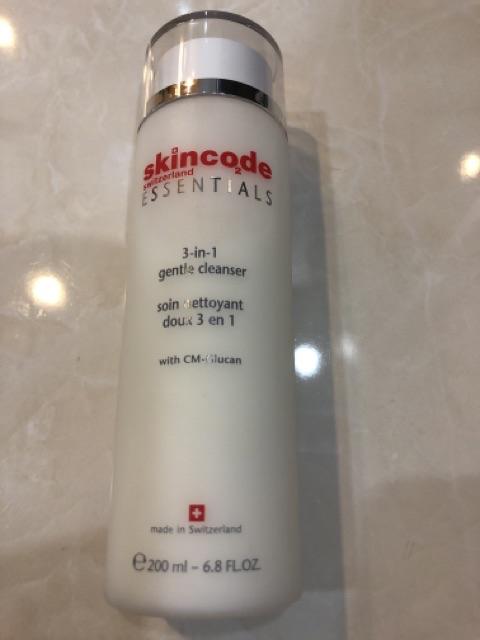 skincode
switzerland
ESSENTIALS
3-in-1
gentle cleanser
soin nettoyant
doux 3 en 1
with CM-Glucan
made in Switzerland
e 200 ml – 6.8 FL.OZ.